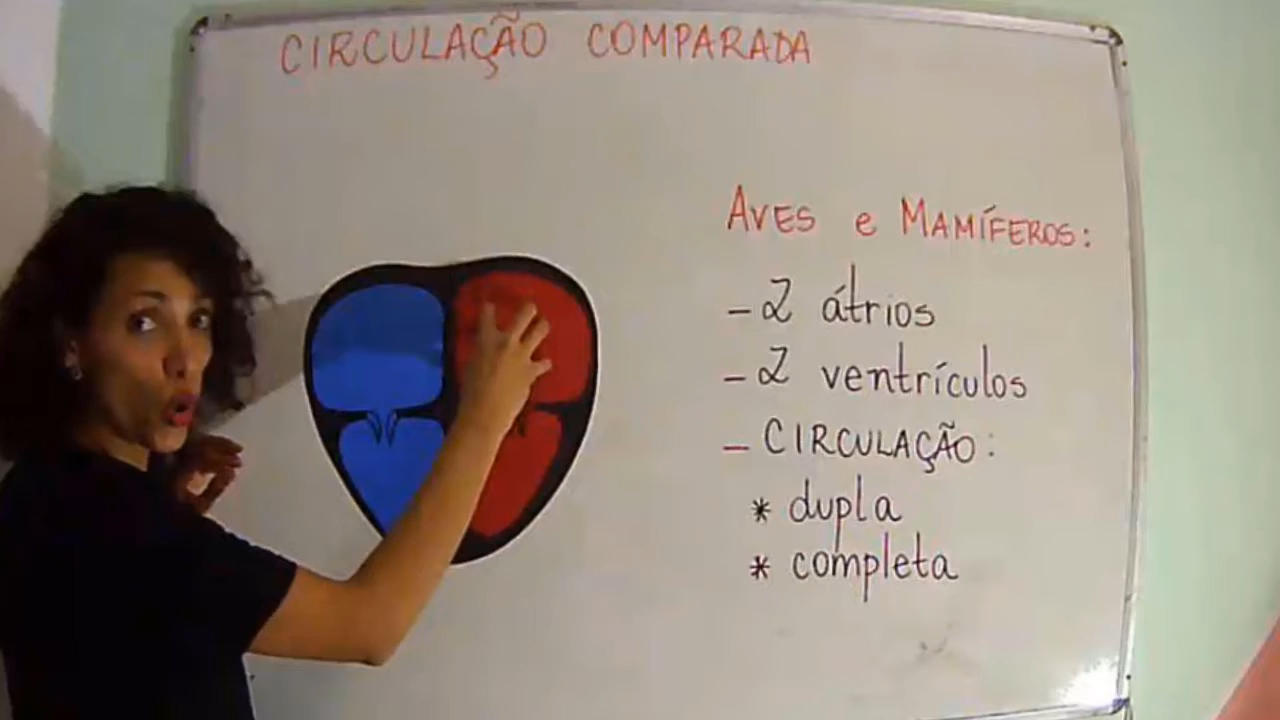 CIRCULAÇÃO COMPARADA
AVES e MAMÍFEROS:
- 2 átrios
- 2 ventrículos
- CIRCULAÇÃO:
* dupla
* completa